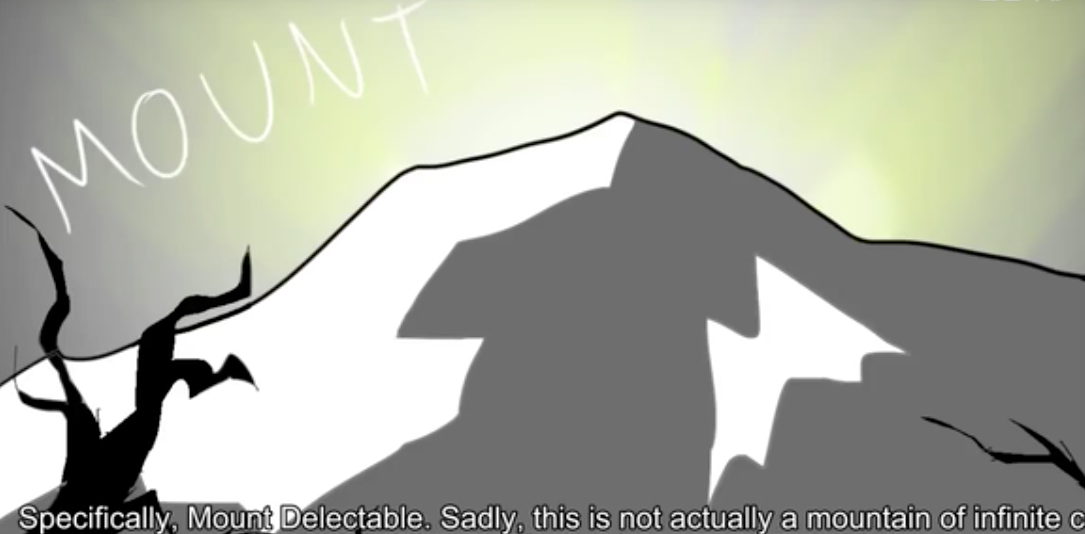 MOUNT
Specifically, Mount Delectable. Sadly, this is not actually a mountain of infinite c